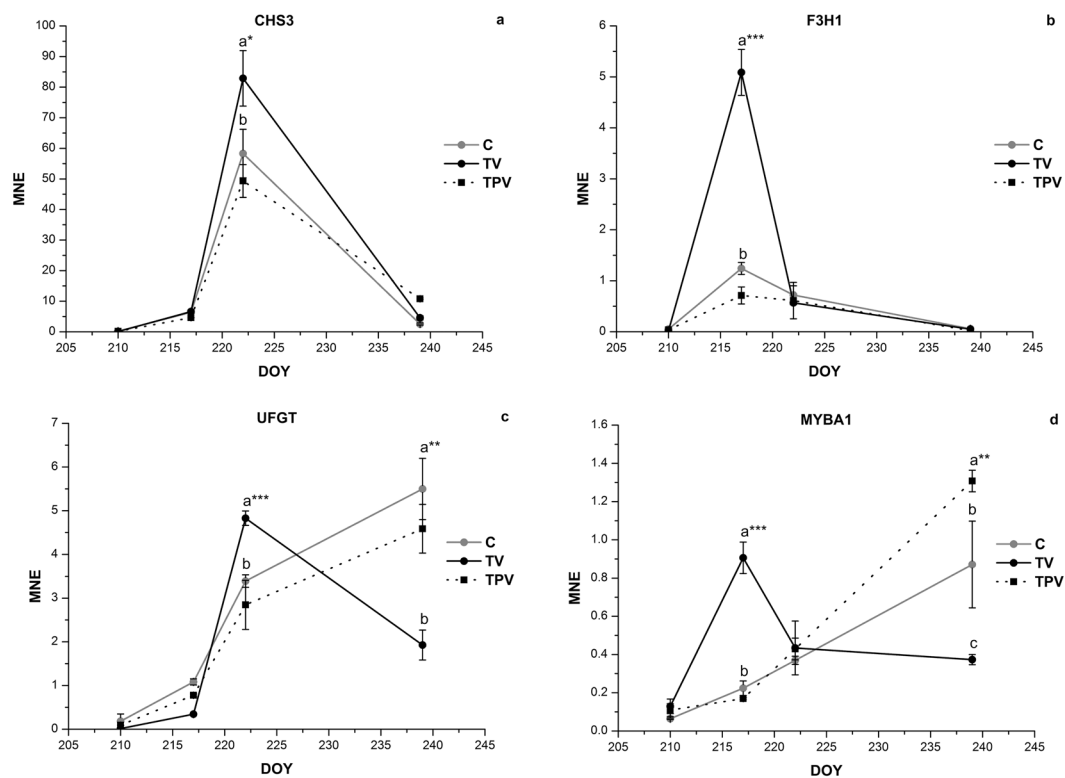 CHS3
a
100
90
80
70
60
50
40
30
20
10
0
MNE
a*
b
C
TV
TPV
205 210 215 220 225 230 235 240 245
DOY
F3H1
b
6
5
4
3
2
1
0
MNE
a***
b
C
TV
TPV
205 210 215 220 225 230 235 240 245
DOY
UFGT
c
7
6
5
4
3
2
1
0
MNE
a***
b
a**
b
C
TV
TPV
205 210 215 220 225 230 235 240 245
DOY
MYBA1
d
1.6
1.4
1.2
1.0
0.8
0.6
0.4
0.2
0.0
MNE
a***
b
a**
b
c
C
TV
TPV
205 210 215 220 225 230 235 240 245
DOY